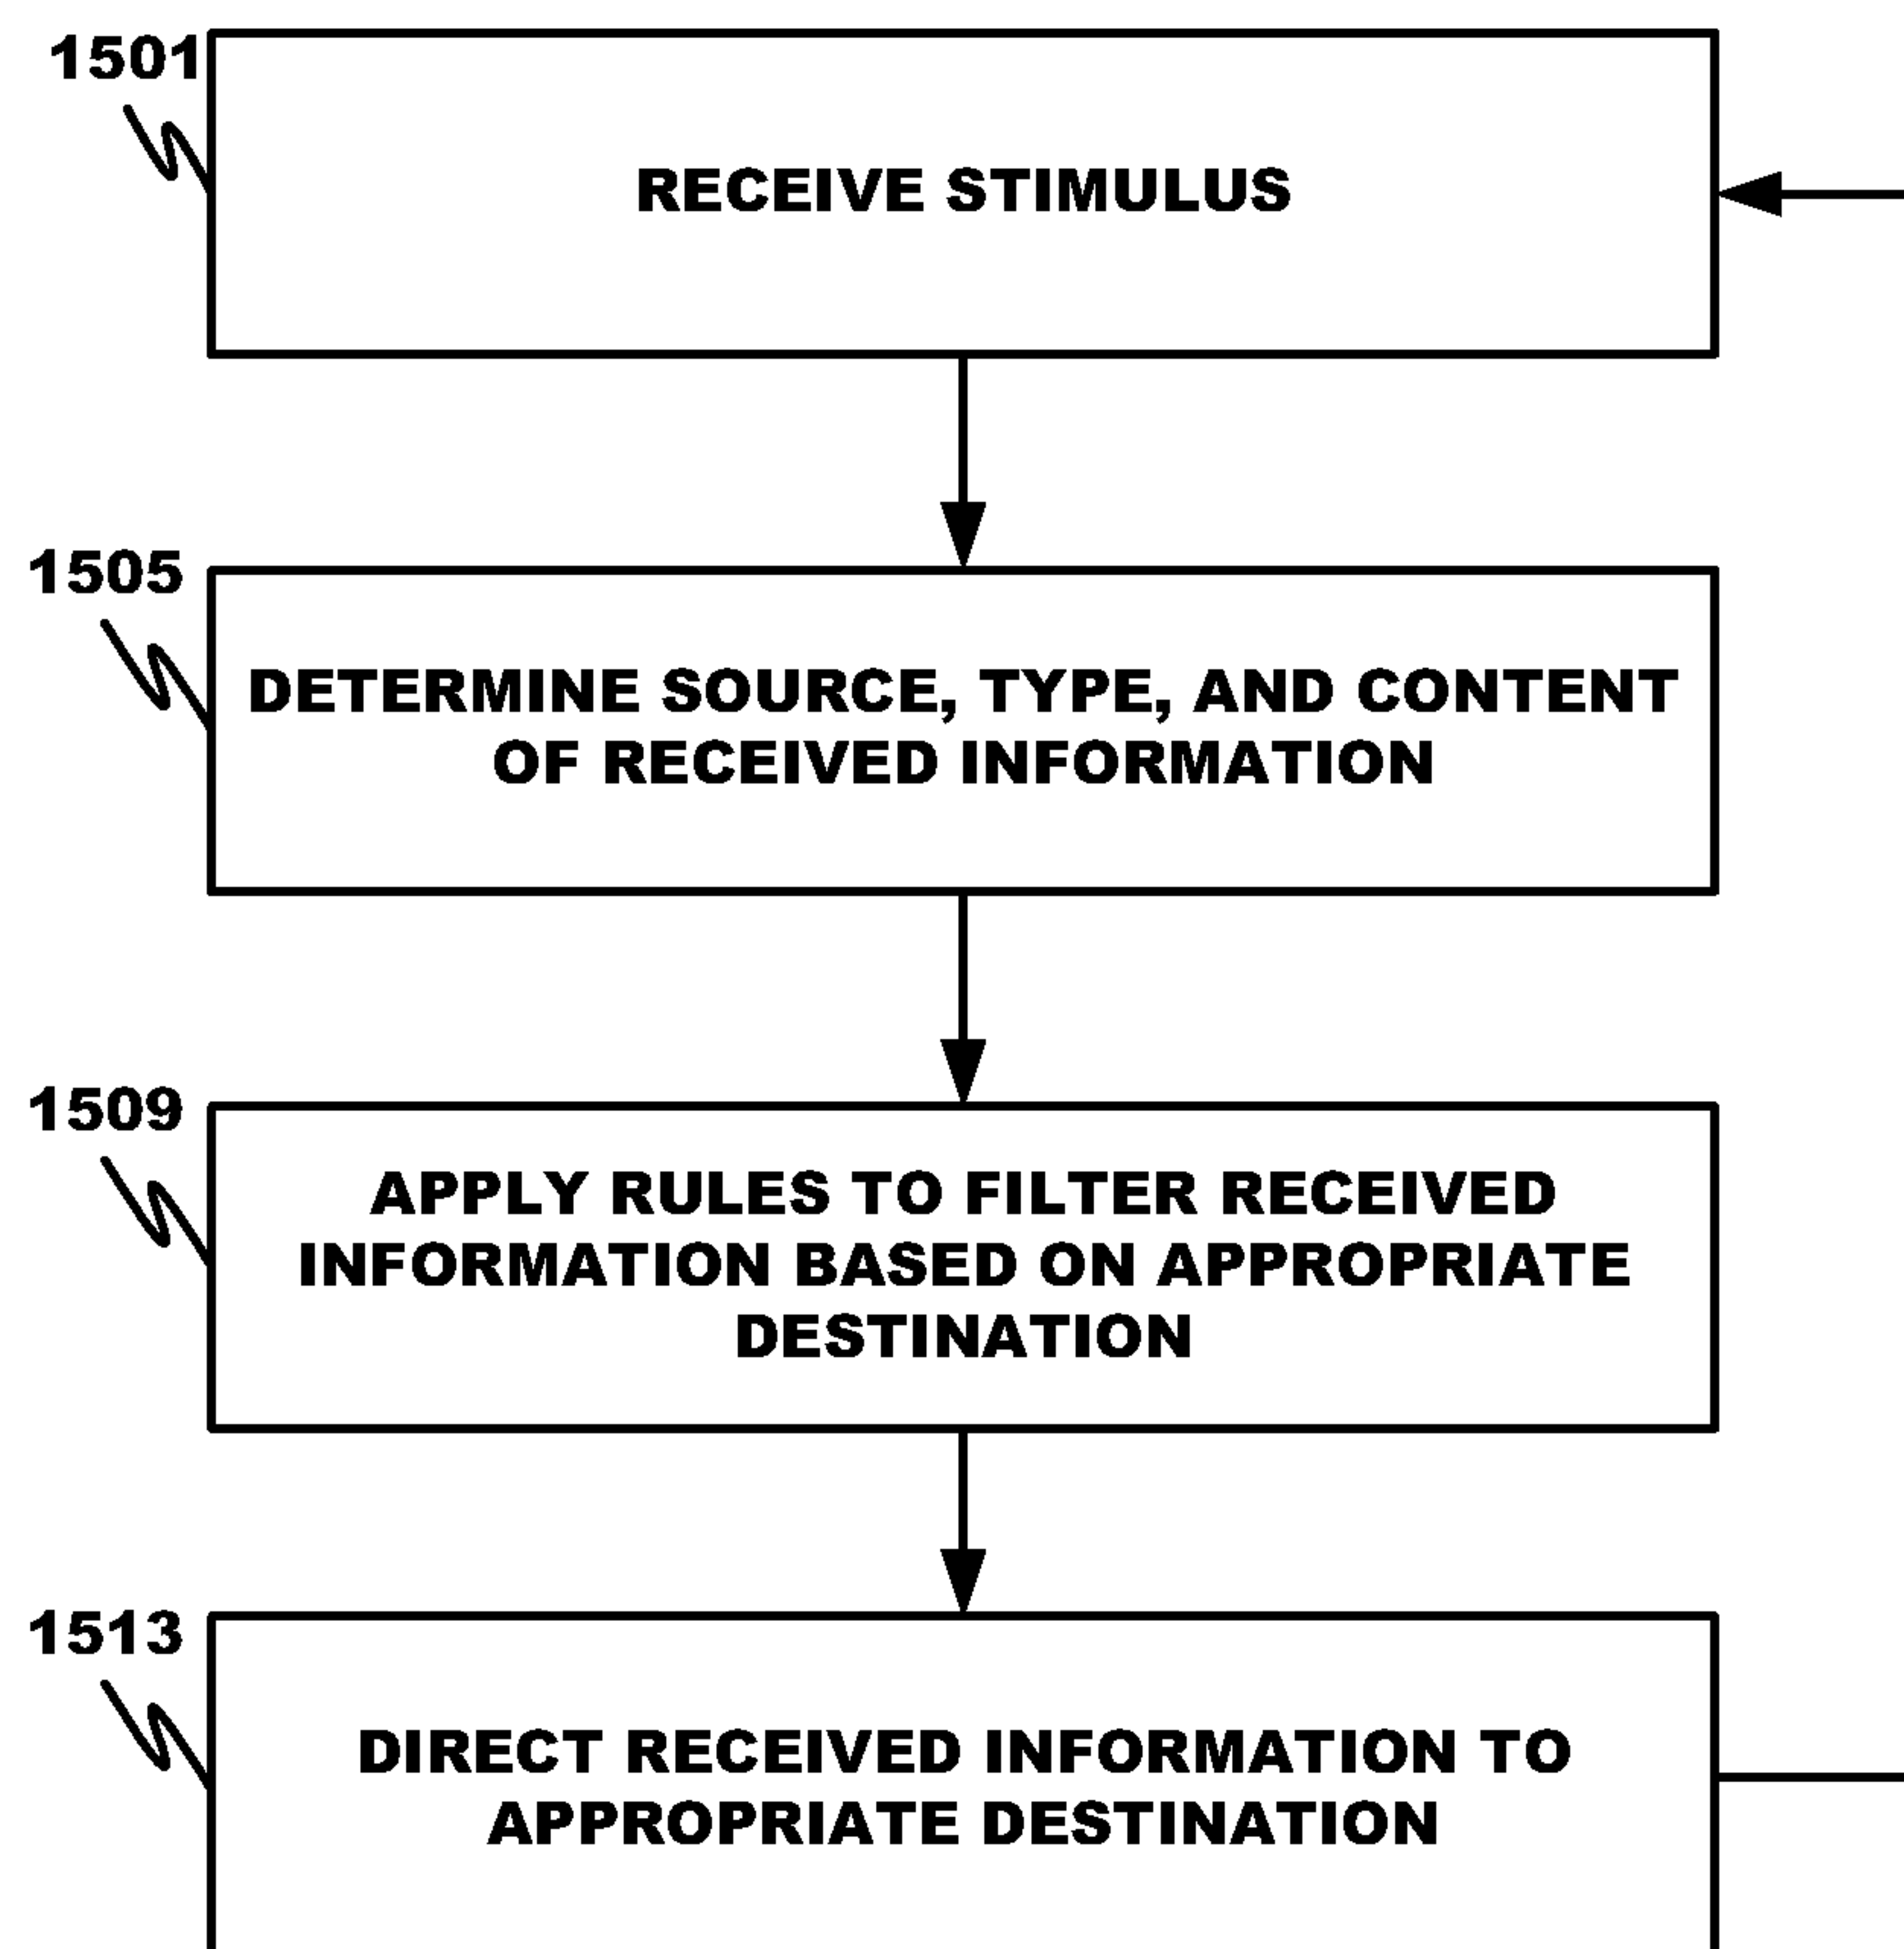 1501
RECEIVE STIMULUS
1505
DETERMINE SOURCE, TYPE, AND CONTENT
OF RECEIVED INFORMATION
1509
APPLY RULES TO FILTER RECEIVED
INFORMATION BASED ON APPROPRIATE
DESTINATION
1513
DIRECT RECEIVED INFORMATION TO
APPROPRIATE DESTINATION